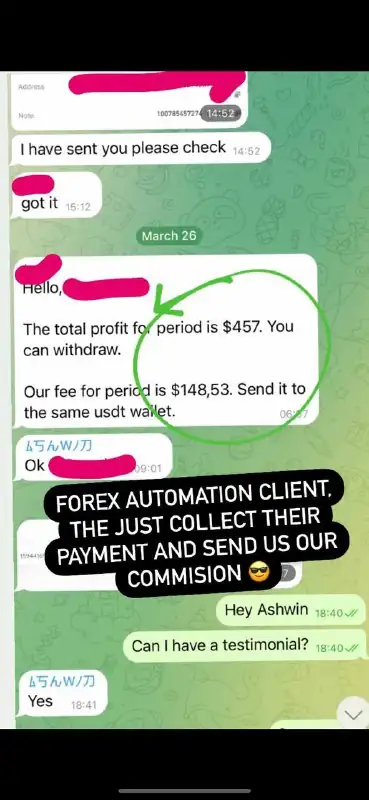 Address
Note
14:52
I have sent you please check 14:52
got it 15:12
March 26
Hello,
The total profit for period is $457. You
can withdraw.
Our fee for period is $148,53. Send it to
the same usdt wallet.
Ok 09:01
FOREX AUTOMATION CLIENT,
THE JUST COLLECT THEIR
PAYMENT AND SEND US OUR
COMMISION 😎
Hey Ashwin 18:40
Can I have a testimonial? 18:40
Yes 18:41